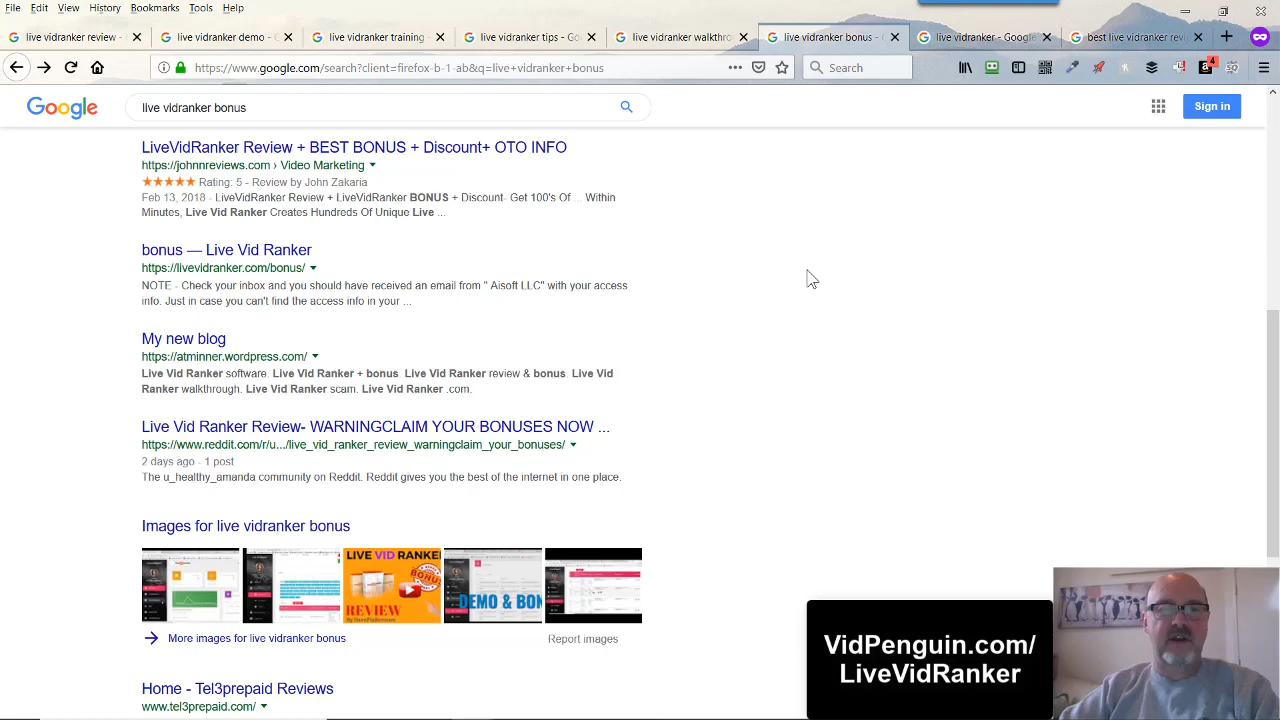 File Edit View History Bookmarks Tools Help
live vidranker review -
live vidranker demo - G
live vidranker training -
live vidranker t
live vidranker walkthr
live vidranker bonus -
live vidranker - Google
best live vidranker revi
https://www.google.com/search?client=firefox-b-1-ab&q=live+vidranker+bonus
Search
4
Google
live vidranker bonus
Sign in
LiveVidRanker Review + BEST BONUS + Discount+ OTO INFO
https://johnnreviews.com › Video Marketing
Rating: 5 - Review by John Zakaria
Feb 13, 2018 - LiveVidRanker Review + LiveVidRanker BONUS + Discount- Get 100's Of ... Within
Minutes, Live Vid Ranker Creates Hundreds Of Unique Live ...
bonus — Live Vid Ranker
https://livevidranker.com/bonus/
NOTE - Check your inbox and you should have received an email from " Aisoft LLC" with your access
info. Just in case you can't find the access info in your ...
My new blog
https://atminner.wordpress.com/
Live Vid Ranker software. Live Vid Ranker + bonus. Live Vid Ranker review & bonus. Live Vid
Ranker walkthrough. Live Vid Ranker scam. Live Vid Ranker .com.
Live Vid Ranker Review- WARNINGCLAIM YOUR BONUSES NOW ...
https://www.reddit.com/r/u.../live_vid_ranker_review_warningclaim_your_bonuses/
2 days ago - 1 post
The u_healthy_amanda community on Reddit. Reddit gives you the best of the internet in one place.
Images for live vidranker bonus
LIVE VID RANKER
BONUS
REVIEW
DEMO & BON
More images for live vidranker bonus
Report images
Home - Tel3prepaid Reviews
www.tel3prepaid.com/
VidPenguin.com/
LiveVidRanker